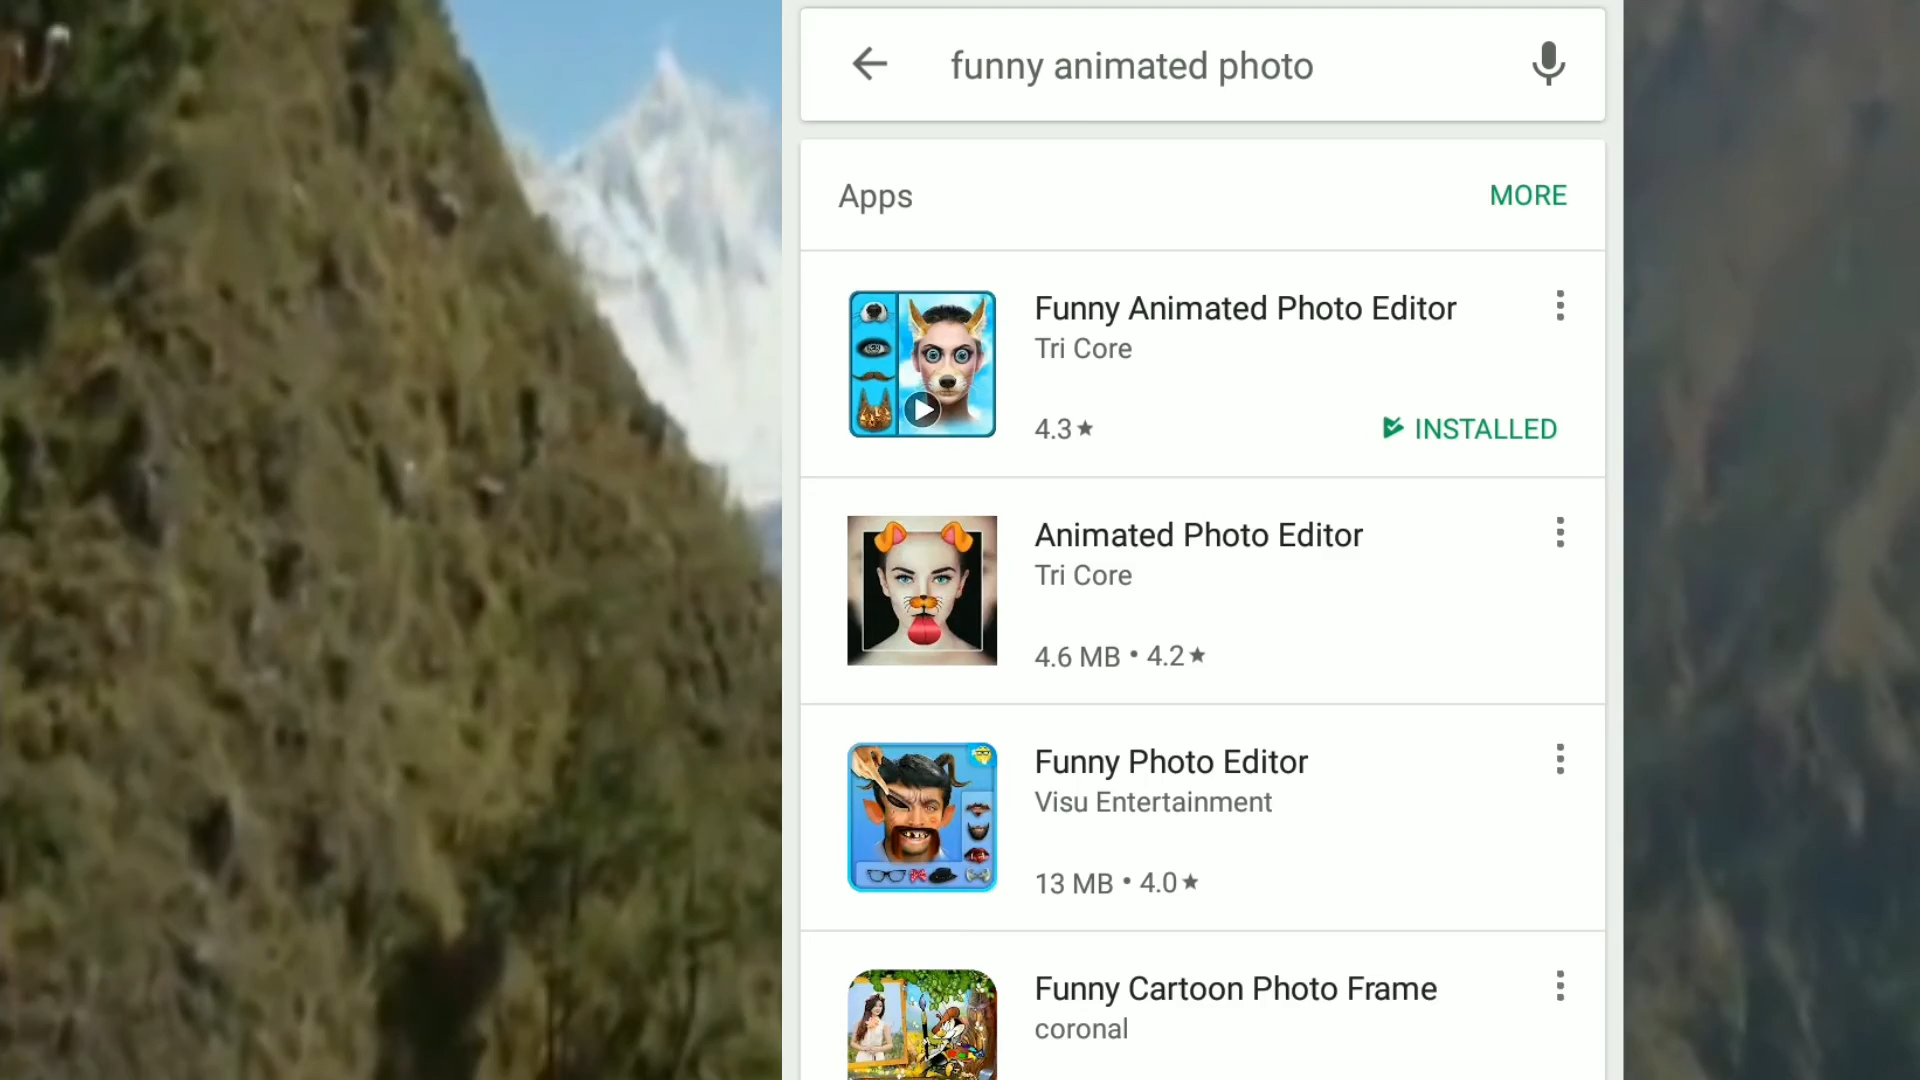 funny animated photo
Apps
MORE
Funny Animated Photo Editor
Tri Core
4.3★
INSTALLED
Animated Photo Editor
Tri Core
4.6 MB • 4.2★
Funny Photo Editor
Visu Entertainment
13 MB • 4.0★
Funny Cartoon Photo Frame
coronal